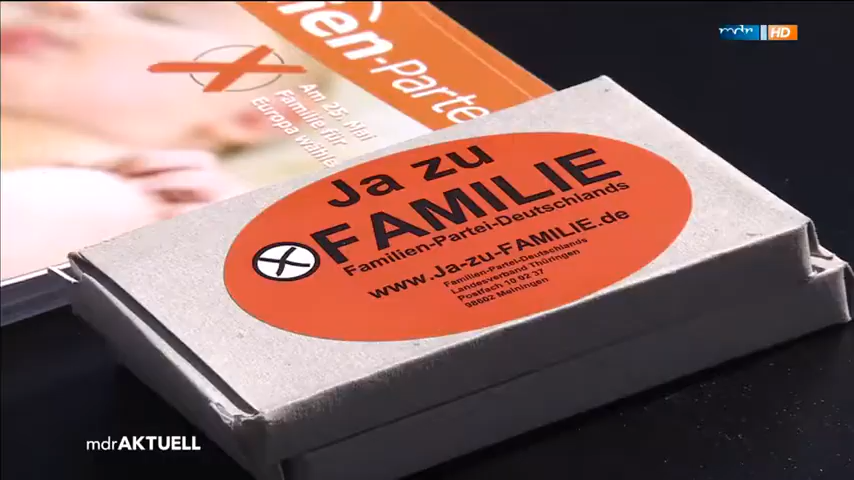 mdr HD
ien-Parte
Am 25. Mai
Familie für
Europa wähle
Ja zu
FAMILIE
Familien-Partei-Deutschlands
www.Ja-zu-FAMILIE.de
Familien-Partei-Deutschlands
Landesverband Thüringen
Postfach 10 02 37
98602 Meiningen
mdrAKTUELL